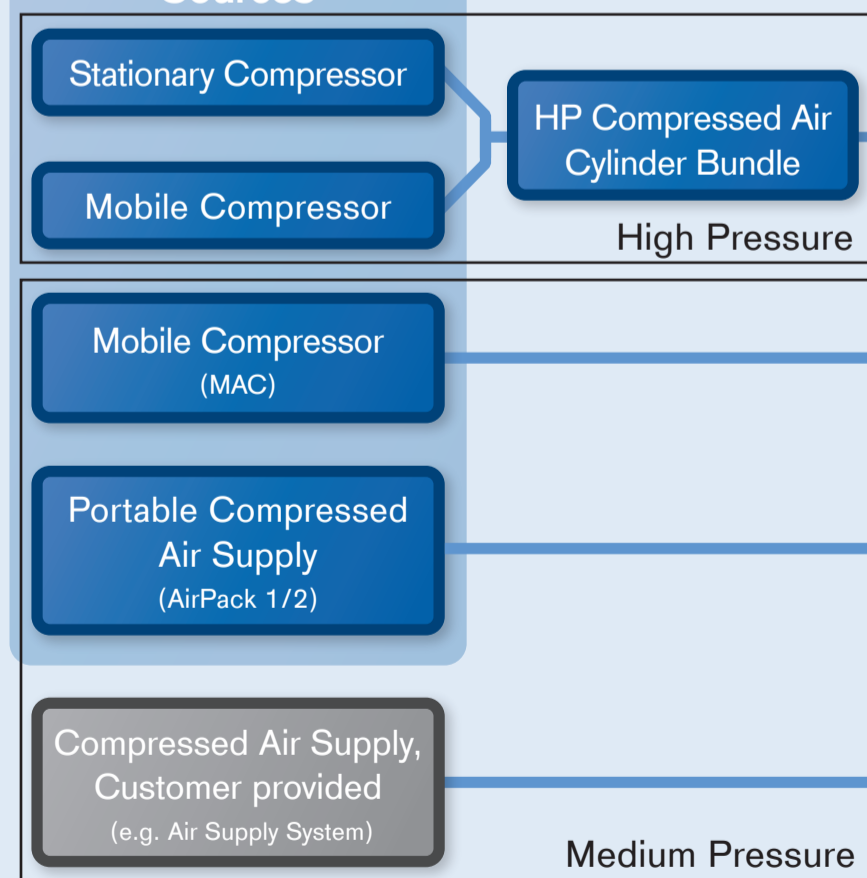 Sources
Stationary Compressor
HP Compressed Air
Cylinder Bundle
Mobile Compressor
High Pressure
Mobile Compressor
(MAC)
Portable Compressed
Air Supply
(AirPack 1/2)
Compressed Air Supply,
Customer provided
(e.g. Air Supply System)
Medium Pressure